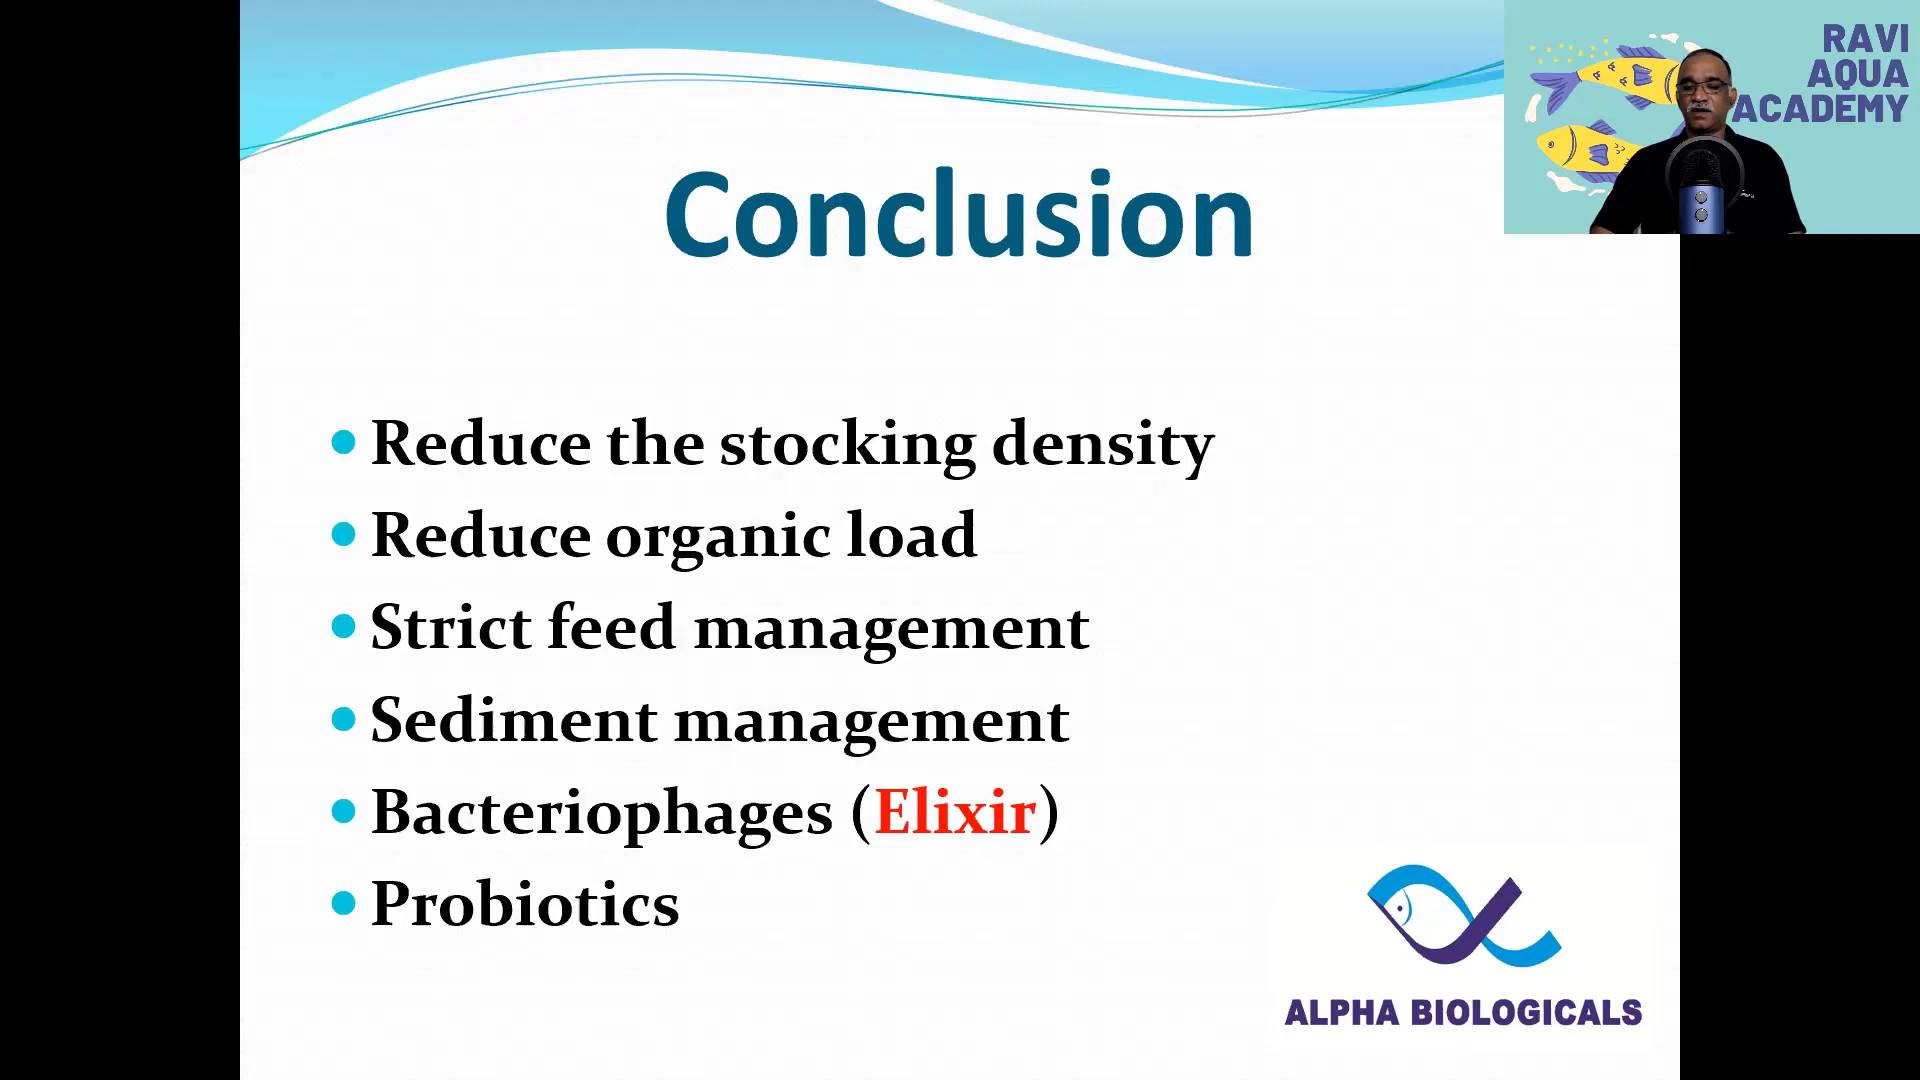 RAVI
AQUA
ACADEMY
Conclusion
• Reduce the stocking density
• Reduce organic load
• Strict feed management
• Sediment management
• Bacteriophages (Elixir)
• Probiotics
ALPHA BIOLOGICALS